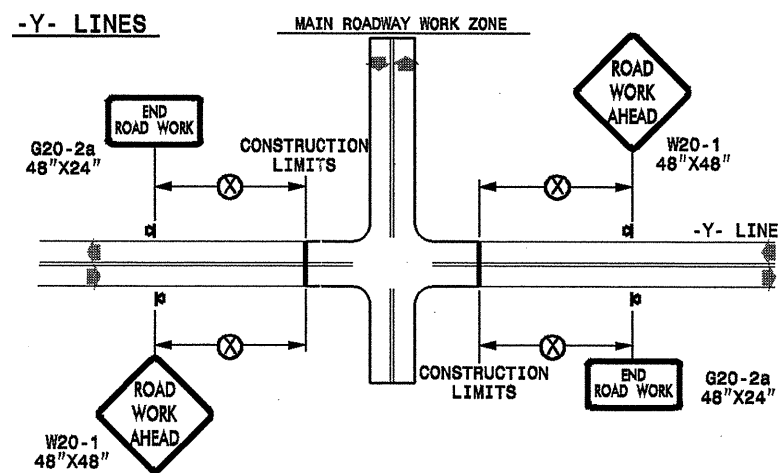 -Y- LINES
MAIN ROADWAY WORK ZONE
END
ROAD WORK
G20-2a
48"X24"
CONSTRUCTION
LIMITS
X
X
ROAD
WORK
AHEAD
W20-1
48"X48"
-Y- LINE
X
X
ROAD
WORK
AHEAD
W20-1
48"X48"
CONSTRUCTION
LIMITS
END
ROAD WORK
G20-2a
48"X24"